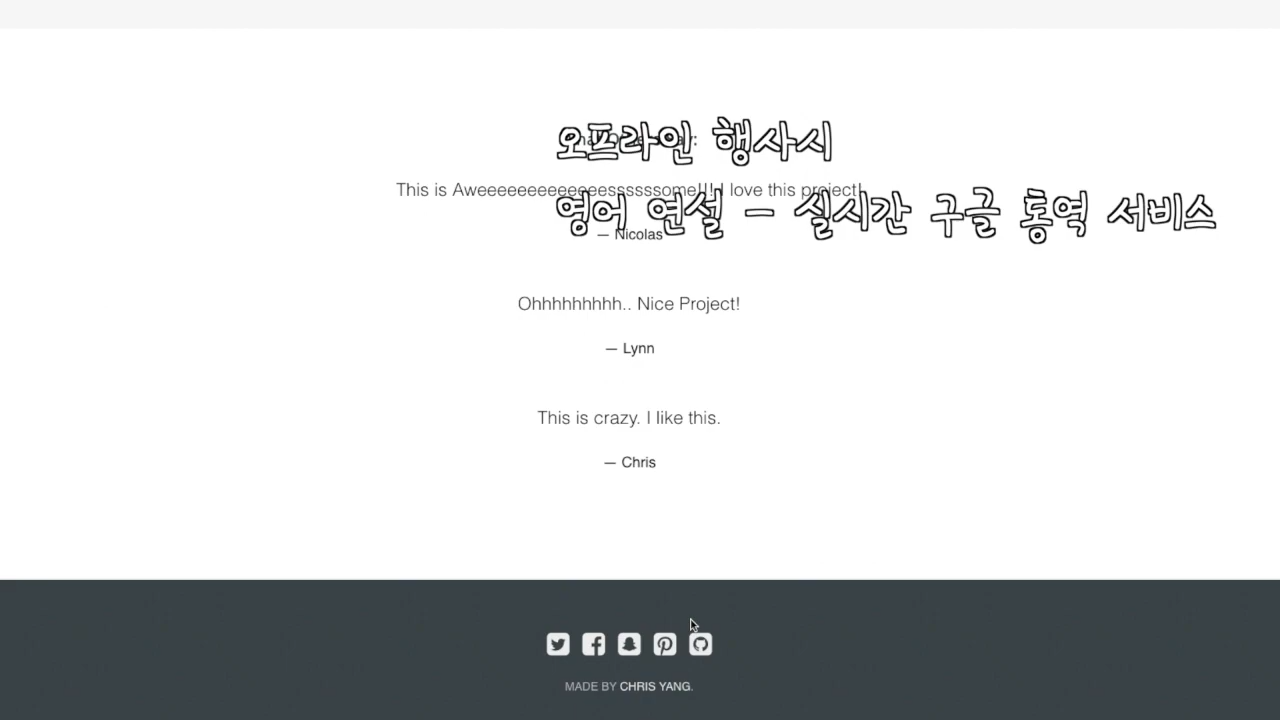 오프라인 행사시
This is Aweeeeeeeeeeeessssssome!!! I love this project!
영어 연설 - 실시간 구글 통역 서비스
— Nicolas
Ohhhhhhhhh.. Nice Project!
— Lynn
This is crazy. I like this.
— Chris
MADE BY CHRIS YANG.